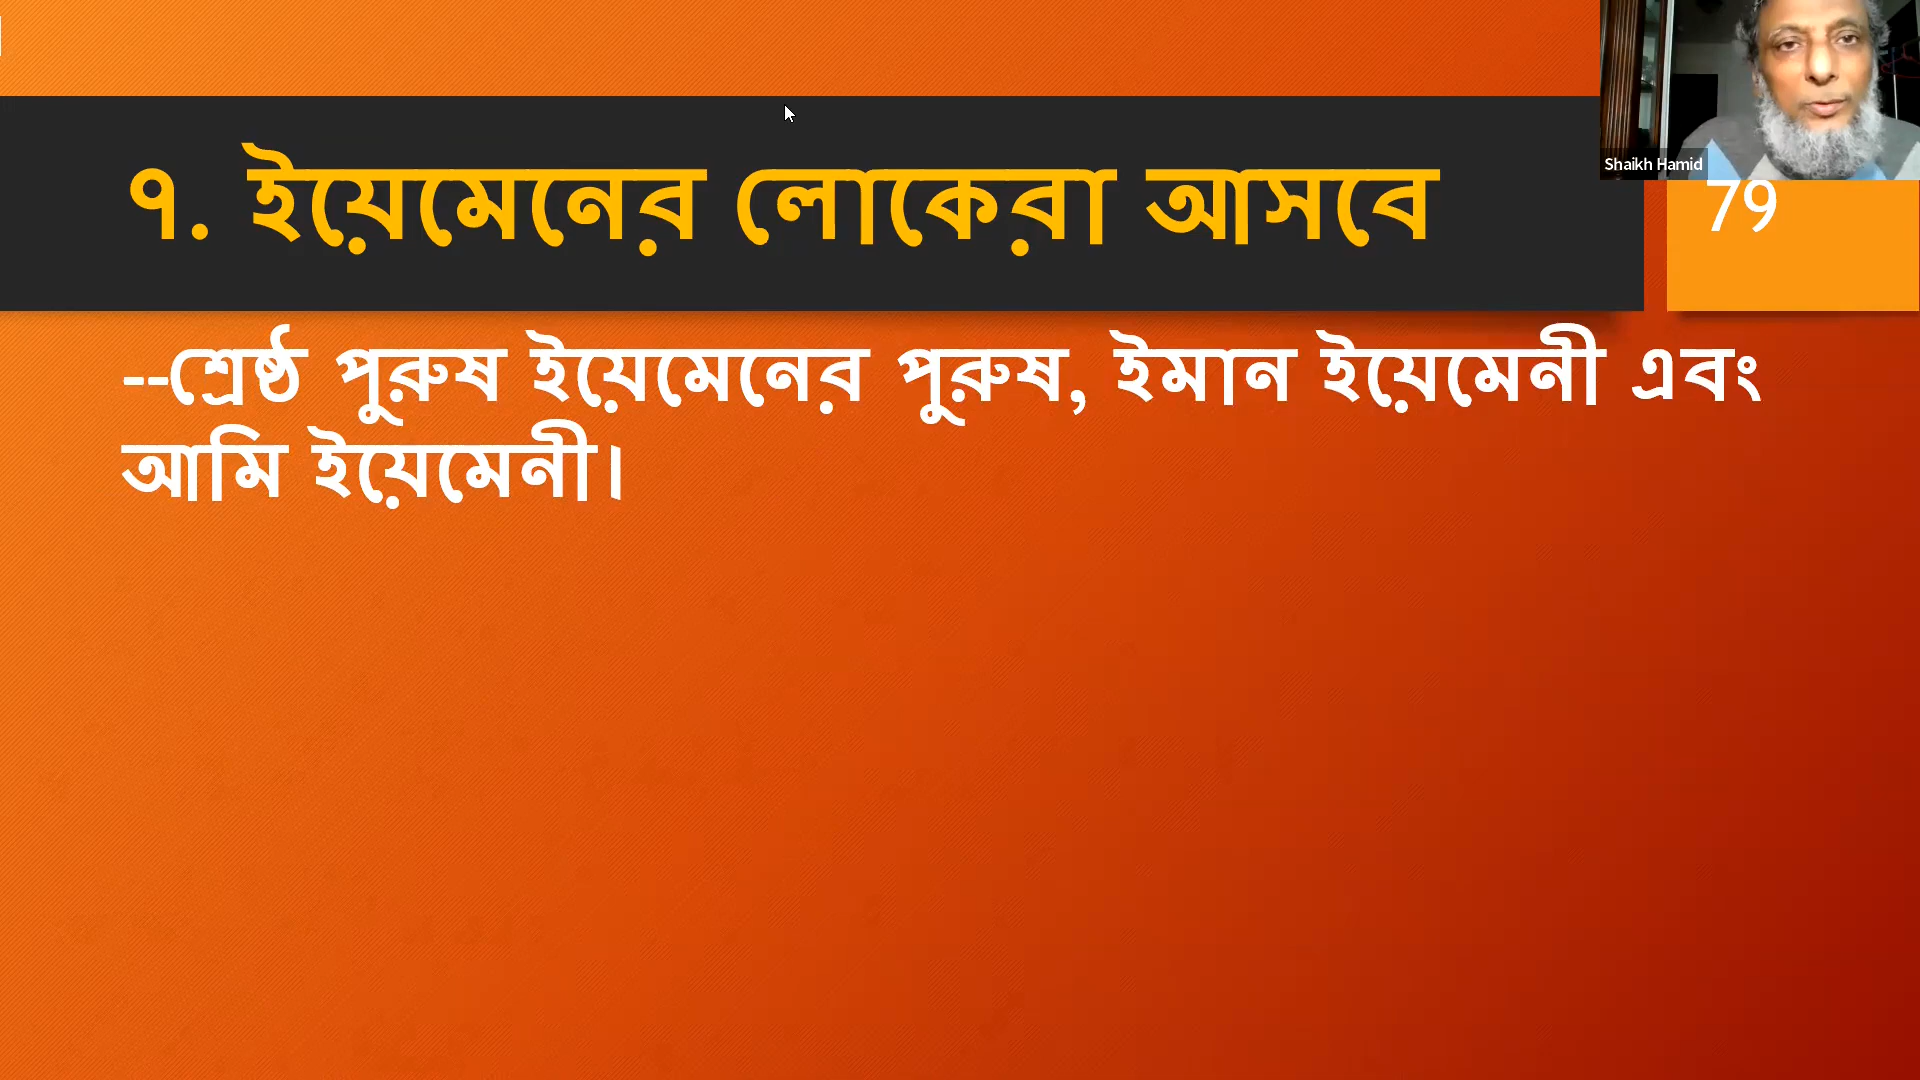 ৭. ইয়েমেনের লোকেরা আসবে
Shaikh Hamid
79
--শ্রেষ্ঠ পুরুষ ইয়েমেনের পুরুষ, ইমান ইয়েমেনী এবং
আমি ইয়েমেনী।